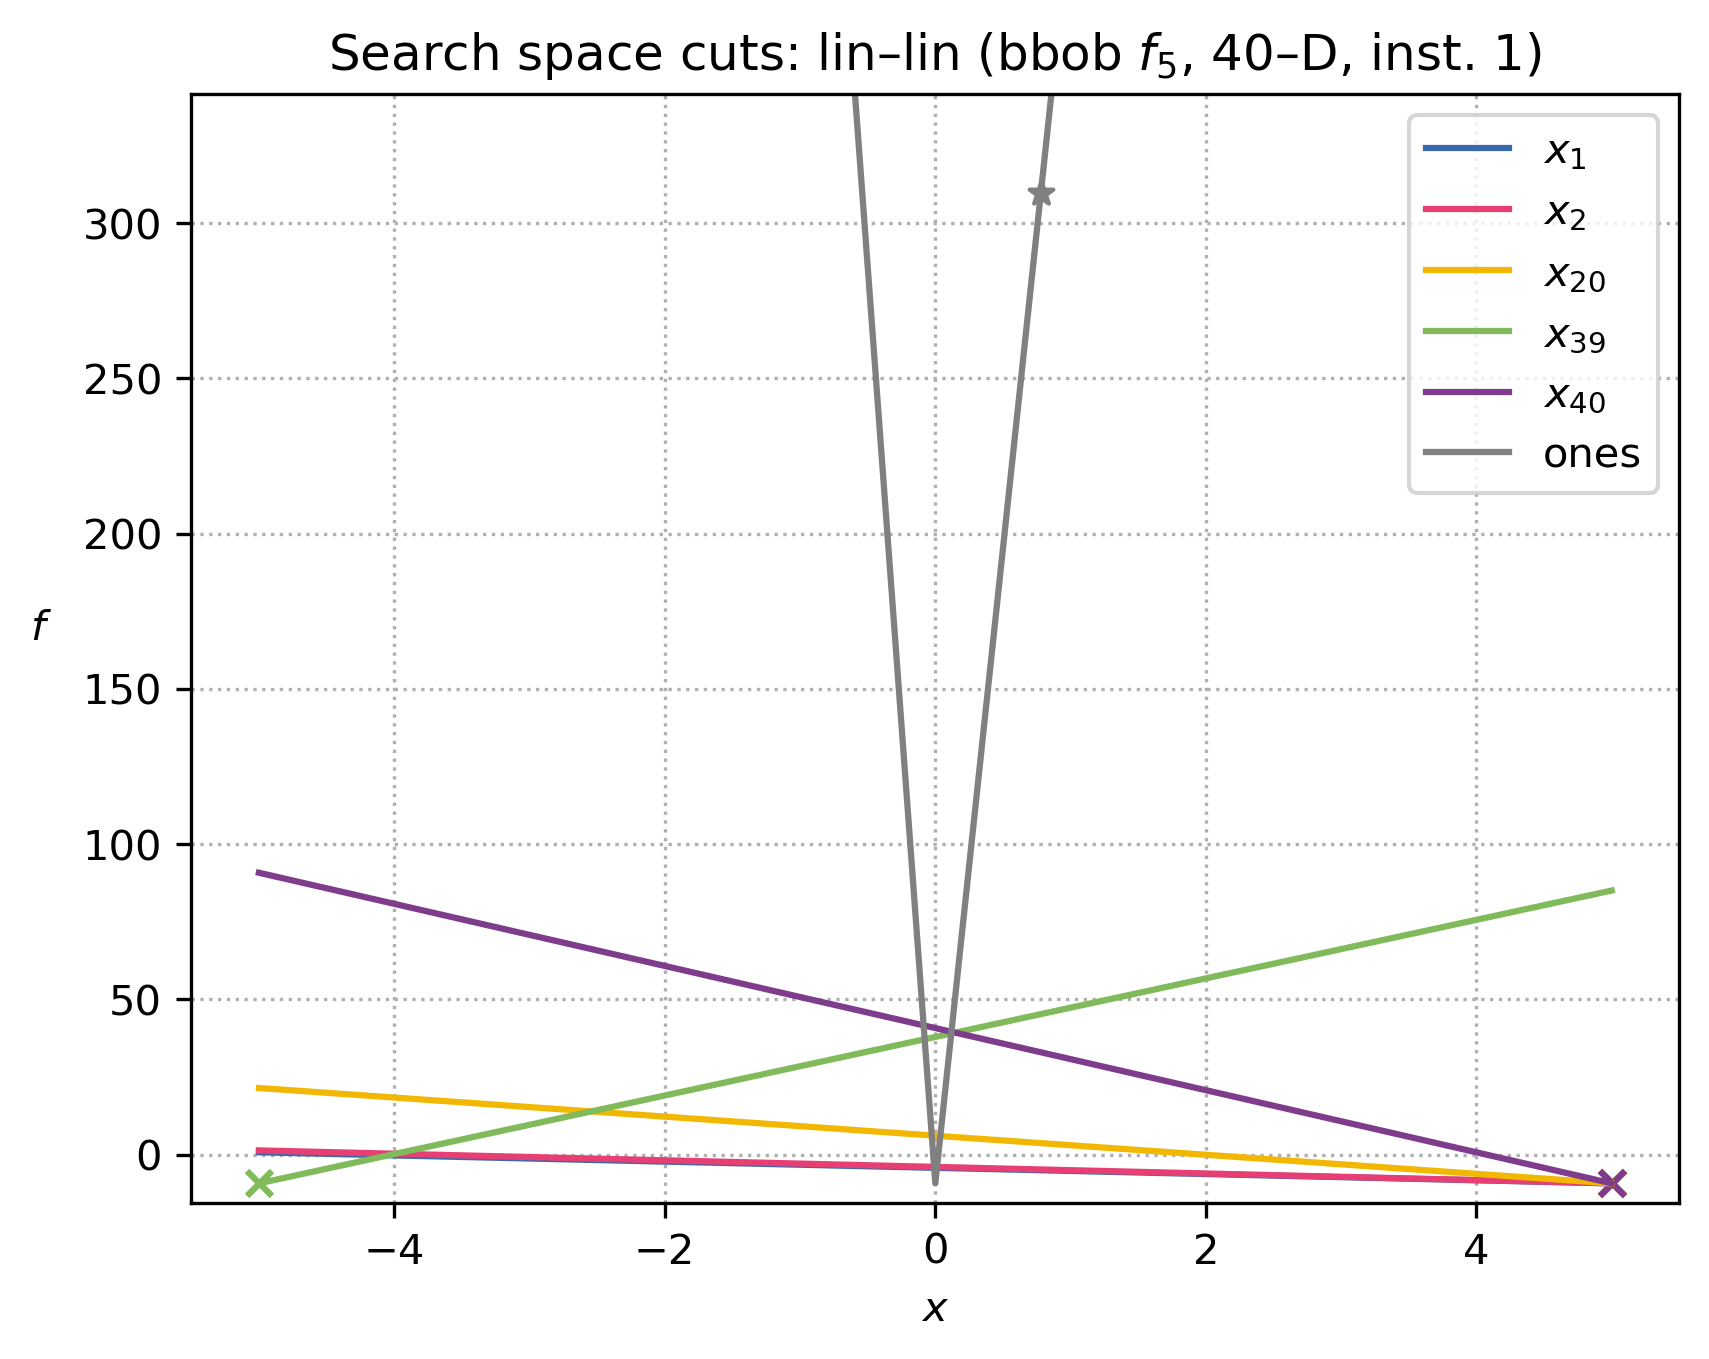 Search space cuts: lin–lin (bbob f₅, 40–D, inst. 1)
x₁
x₂
x₂₀
x₃₉
x₄₀
ones
300
250
200
150
100
50
0
f
−4 −2 0 2 4
x